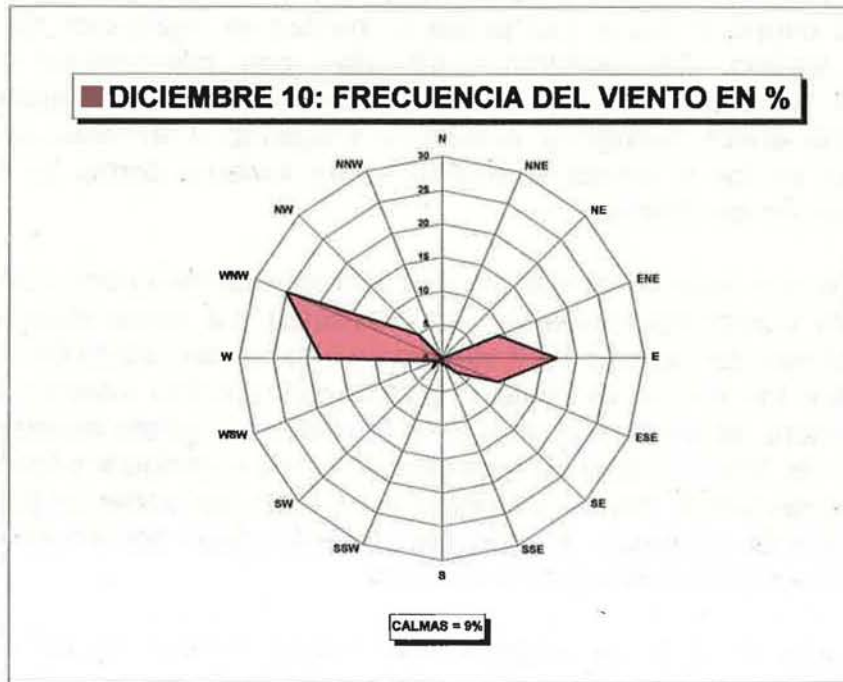 DICIEMBRE 10: FRECUENCIA DEL VIENTO EN %
N
NNE
NE
ENE
E
ESE
SE
SSE
S
SSW
SW
WSW
W
WNW
NW
NNW
30
25
20
15
10
5
CALMAS = 9%